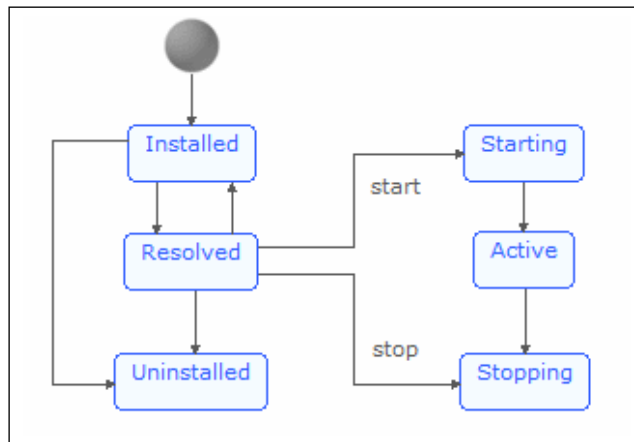 Installed
Starting
start
Resolved
Active
stop
Uninstalled
Stopping